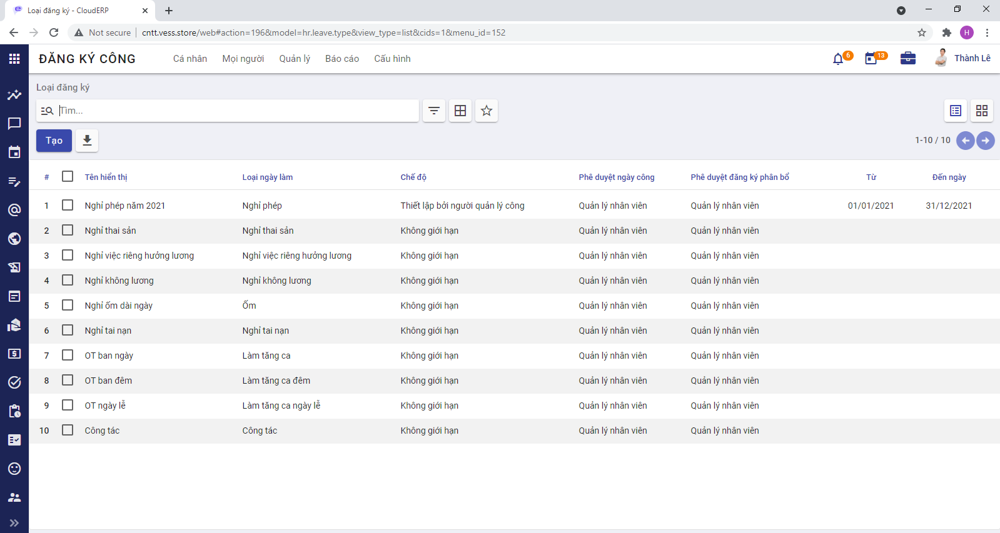 Loại đăng ký - CloudERP
Not secure cntt.vess.store/web#action=196&model=hr.leave.type&view_type=list&cids=1&menu_id=152
H
ĐĂNG KÝ CÔNG Cá nhân Mọi người Quản lý Báo cáo Cấu hình 6 13 Thành Lê
Loại đăng ký
Tìm...
Tạo 1-10 / 10
# Tên hiển thị Loại ngày làm Chế độ Phê duyệt ngày công Phê duyệt đăng ký phân bổ Từ Đến ngày
1 Nghỉ phép năm 2021 Nghỉ phép Thiết lập bởi người quản lý công Quản lý nhân viên Quản lý nhân viên 01/01/2021 31/12/2021
2 Nghỉ thai sản Nghỉ thai sản Không giới hạn Quản lý nhân viên Quản lý nhân viên
3 Nghỉ việc riêng hưởng lương Nghỉ việc riêng hưởng lương Không giới hạn Quản lý nhân viên Quản lý nhân viên
4 Nghỉ không lương Nghỉ không lương Không giới hạn Quản lý nhân viên Quản lý nhân viên
5 Nghỉ ốm dài ngày Ốm Không giới hạn Quản lý nhân viên Quản lý nhân viên
6 Nghỉ tai nạn Nghỉ tai nạn Không giới hạn Quản lý nhân viên Quản lý nhân viên
7 OT ban ngày Làm tăng ca Không giới hạn Quản lý nhân viên Quản lý nhân viên
8 OT ban đêm Làm tăng ca đêm Không giới hạn Quản lý nhân viên Quản lý nhân viên
9 OT ngày lễ Làm tăng ca ngày lễ Không giới hạn Quản lý nhân viên Quản lý nhân viên
10 Công tác Công tác Không giới hạn Quản lý nhân viên Quản lý nhân viên